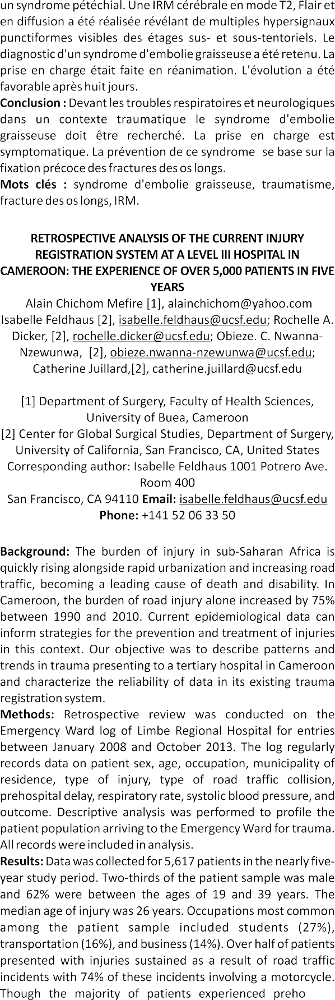 un syndrome pétéchial. Une IRM cérébrale en mode T2, Flair et
en diffusion a été réalisée révélant de multiples hypersignaux
punctiformes visibles des étages sus- et sous-tentoriels. Le
diagnostic d'un syndrome d'embolie graisseuse a été retenu. La
prise en charge était faite en réanimation. L'évolution a été
favorable après huit jours.
Conclusion : Devant les troubles respiratoires et neurologiques
dans un contexte traumatique le syndrome d'embolie
graisseuse doit être recherché. La prise en charge est
symptomatique. La prévention de ce syndrome se base sur la
fixation précoce des fractures des os longs.
Mots clés : syndrome d'embolie graisseuse, traumatisme,
fracture des os longs, IRM.
RETROSPECTIVE ANALYSIS OF THE CURRENT INJURY
REGISTRATION SYSTEM AT A LEVEL III HOSPITAL IN
CAMEROON: THE EXPERIENCE OF OVER 5,000 PATIENTS IN FIVE
YEARS
Alain Chichom Mefire [1], alainchichom@yahoo.com
Isabelle Feldhaus [2], isabelle.feldhaus@ucsf.edu; Rochelle A.
Dicker, [2], rochelle.dicker@ucsf.edu; Obieze. C. Nwanna-
Nzewunwa, [2], obieze.nwanna-nzewunwa@ucsf.edu;
Catherine Juillard,[2], catherine.juillard@ucsf.edu
[1] Department of Surgery, Faculty of Health Sciences,
University of Buea, Cameroon
[2] Center for Global Surgical Studies, Department of Surgery,
University of California, San Francisco, CA, United States
Corresponding author: Isabelle Feldhaus 1001 Potrero Ave.
Room 400
San Francisco, CA 94110 Email: isabelle.feldhaus@ucsf.edu
Phone: +141 52 06 33 50
Background: The burden of injury in sub-Saharan Africa is
quickly rising alongside rapid urbanization and increasing road
traffic, becoming a leading cause of death and disability. In
Cameroon, the burden of road injury alone increased by 75%
between 1990 and 2010. Current epidemiological data can
inform strategies for the prevention and treatment of injuries
in this context. Our objective was to describe patterns and
trends in trauma presenting to a tertiary hospital in Cameroon
and characterize the reliability of data in its existing trauma
registration system.
Methods: Retrospective review was conducted on the
Emergency Ward log of Limbe Regional Hospital for entries
between January 2008 and October 2013. The log regularly
records data on patient sex, age, occupation, municipality of
residence, type of injury, type of road traffic collision,
prehospital delay, respiratory rate, systolic blood pressure, and
outcome. Descriptive analysis was performed to profile the
patient population arriving to the Emergency Ward for trauma.
All records were included in analysis.
Results: Data was collected for 5,617 patients in the nearly five-
year study period. Two-thirds of the patient sample was male
and 62% were between the ages of 19 and 39 years. The
median age of injury was 26 years. Occupations most common
among the patient sample included students (27%),
transportation (16%), and business (14%). Over half of patients
presented with injuries sustained as a result of road traffic
incidents with 74% of these incidents involving a motorcycle.
Though the majority of patients experienced preho